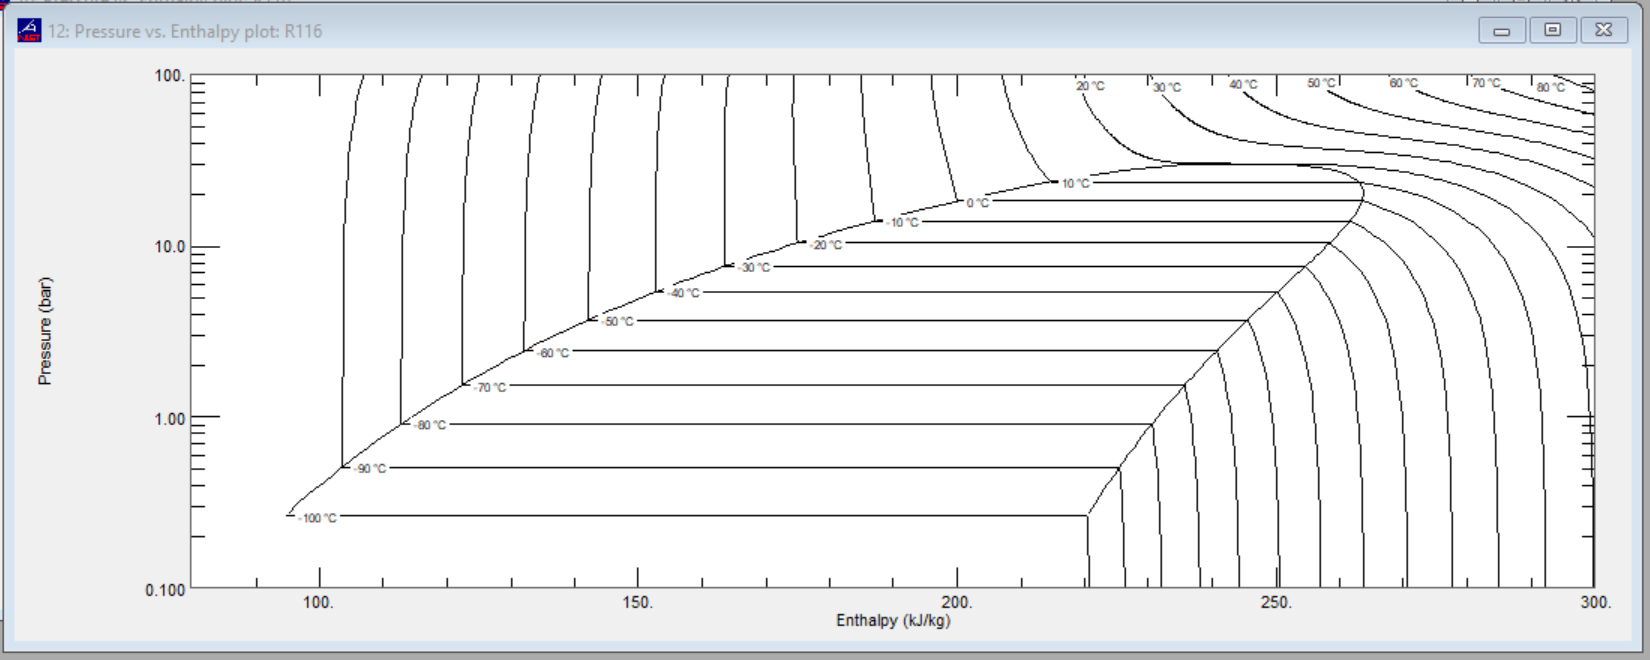 12: Pressure vs. Enthalpy plot: R116
100.
20 °C
30 °C
40 °C
50 °C
60 °C
70 °C
80 °C
10 °C
0 °C
-10 °C
10.0
-20 °C
-30 °C
Pressure (bar)
-40 °C
-50 °C
-60 °C
-70 °C
1.00
-80 °C
-90 °C
-100 °C
0.100
100.
150.
200.
250.
300.
Enthalpy (kJ/kg)